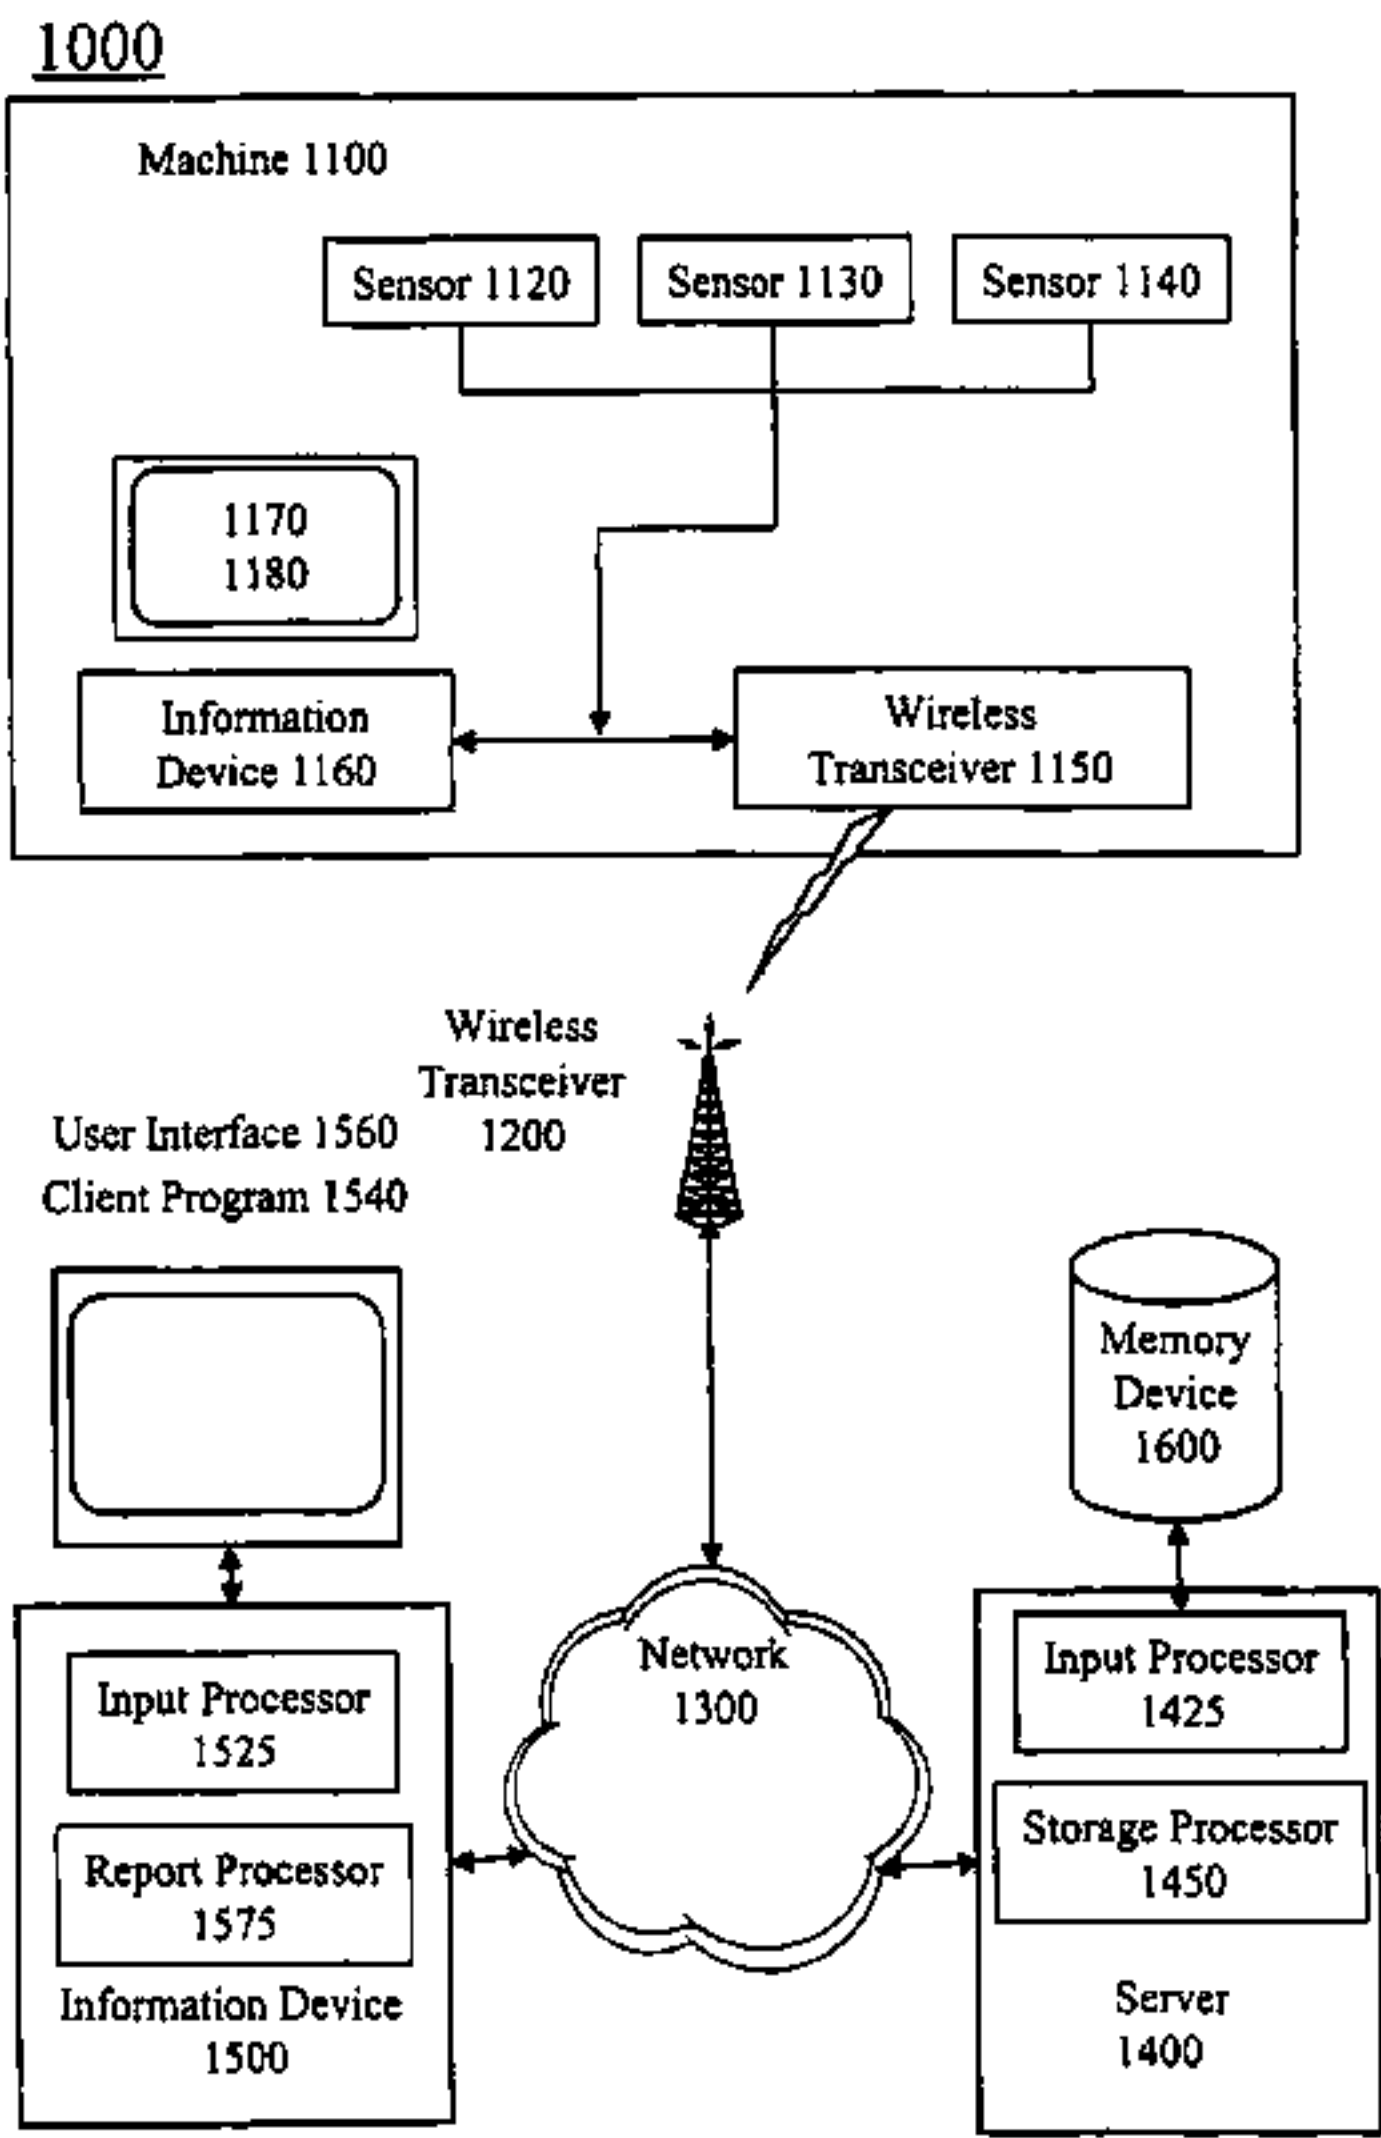 1000
Machine 1100
Sensor 1120
Sensor 1130
Sensor 1140
1170
1180
Information
Device 1160
Wireless
Transceiver 1150
Wireless
Transceiver
1200
User Interface 1560
Client Program 1540
Memory
Device
1600
Input Processor
1525
Report Processor
1575
Information Device
1500
Network
1300
Input Processor
1425
Storage Processor
1450
Server
1400